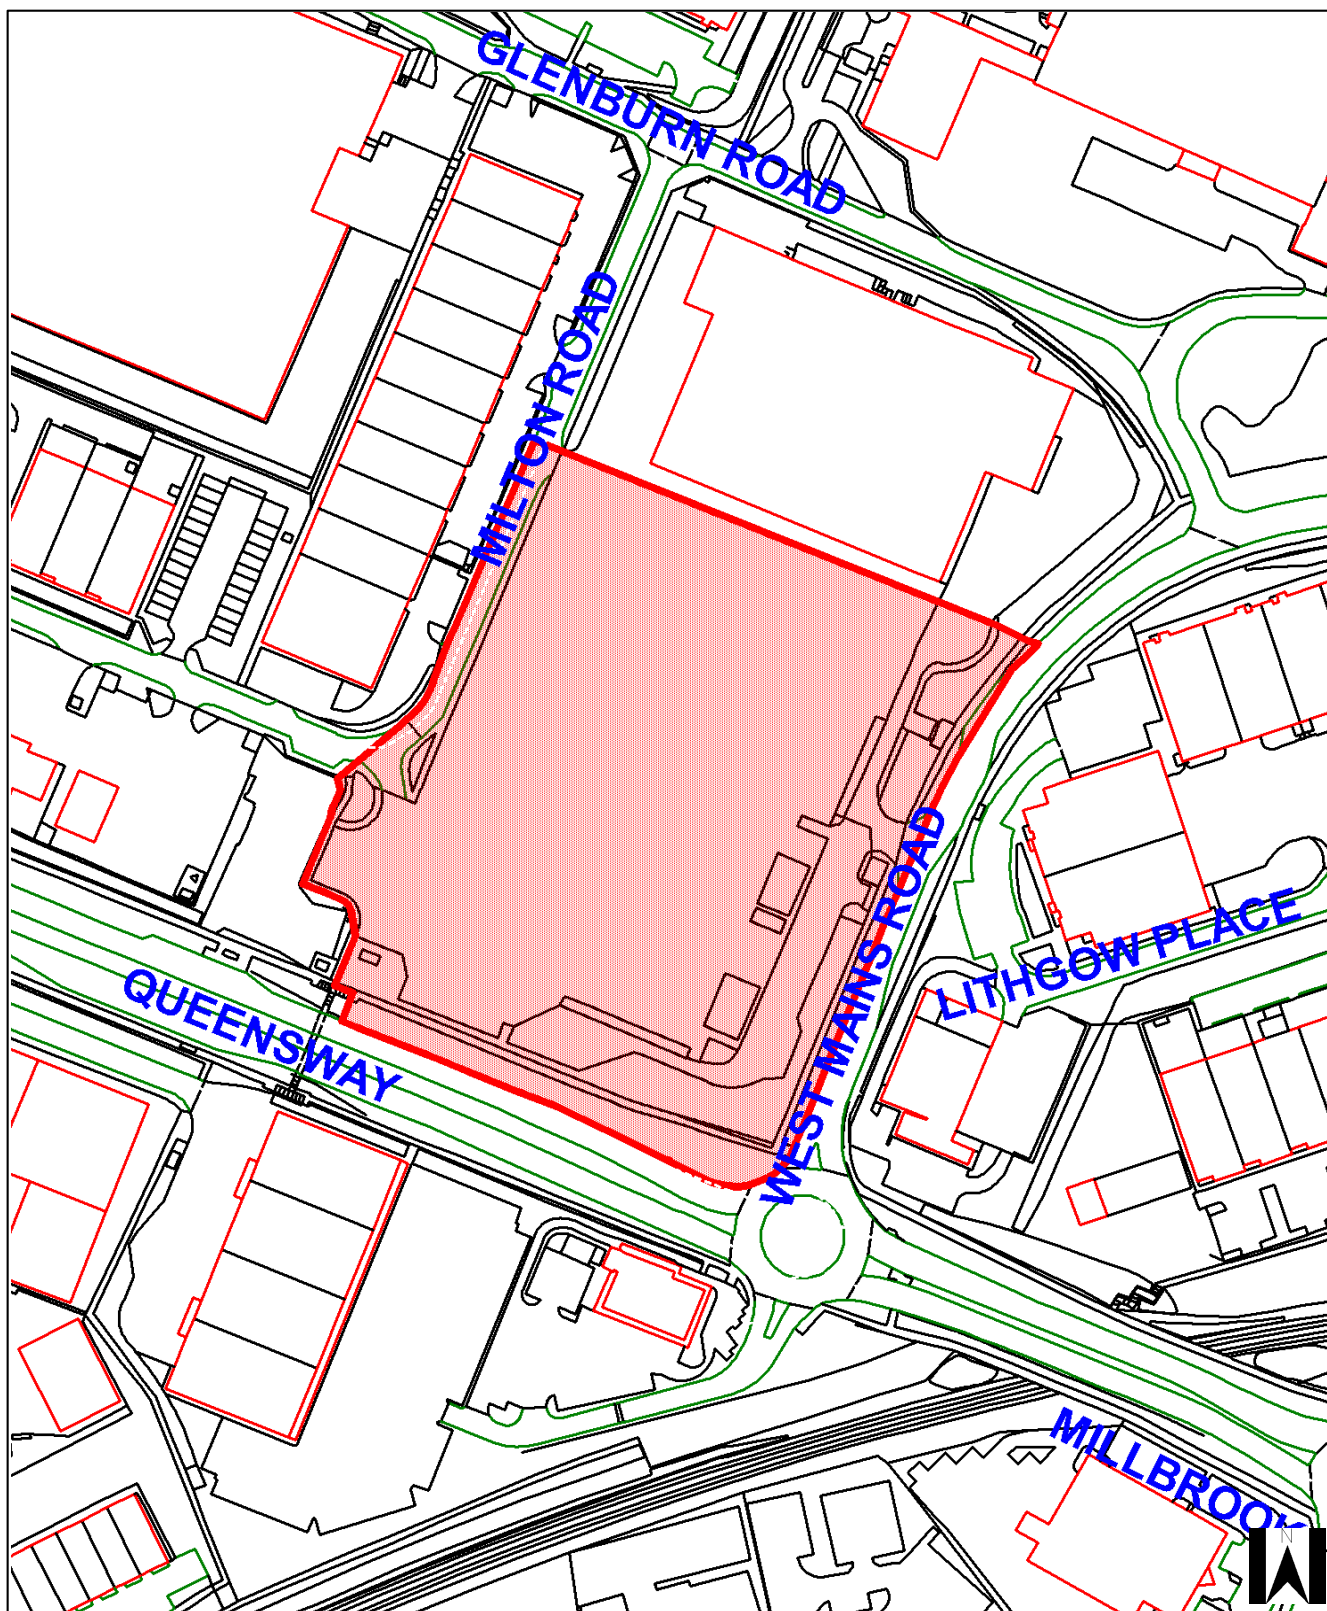 GLENBURN ROAD
MILTON ROAD
WEST MAINS ROAD
LITHGOW PLACE
QUEENSWAY
MILLBROOK
N